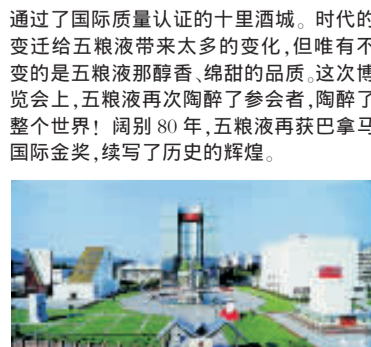 通过了国际质量认证的十里酒城。时代的
变迁给五粮液带来太多的变化,但唯有不
变的是五粮液那醇香、绵甜的品质。这次博
览会上,五粮液再次陶醉了参会者,陶醉了
整个世界！阔别 80 年,五粮液再获巴拿马
国际金奖,续写了历史的辉煌。